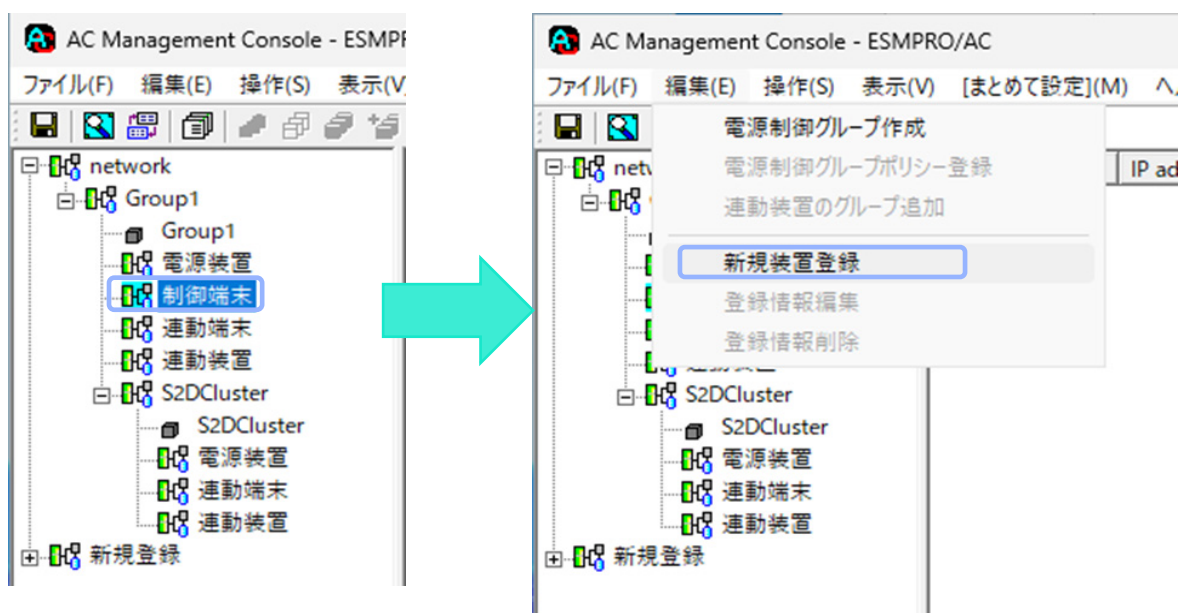 AC Management Console - ESMP
ファイル(F) 編集(E) 操作(S) 表示(V
network
Group1
Group1
電源装置
制御端末
連動端末
連動装置
S2DCluster
S2DCluster
電源装置
連動端末
連動装置
新規登録
AC Management Console - ESMPRO/AC
ファイル(F) 編集(E) 操作(S) 表示(V) [まとめて設定](M) ヘ
電源制御グループ作成
電源制御グループポリシー登録
連動装置のグループ追加
新規装置登録
登録情報編集
登録情報削除
IP ad
netw
S2DCluster
S2DCluster
電源装置
連動端末
連動装置
新規登録